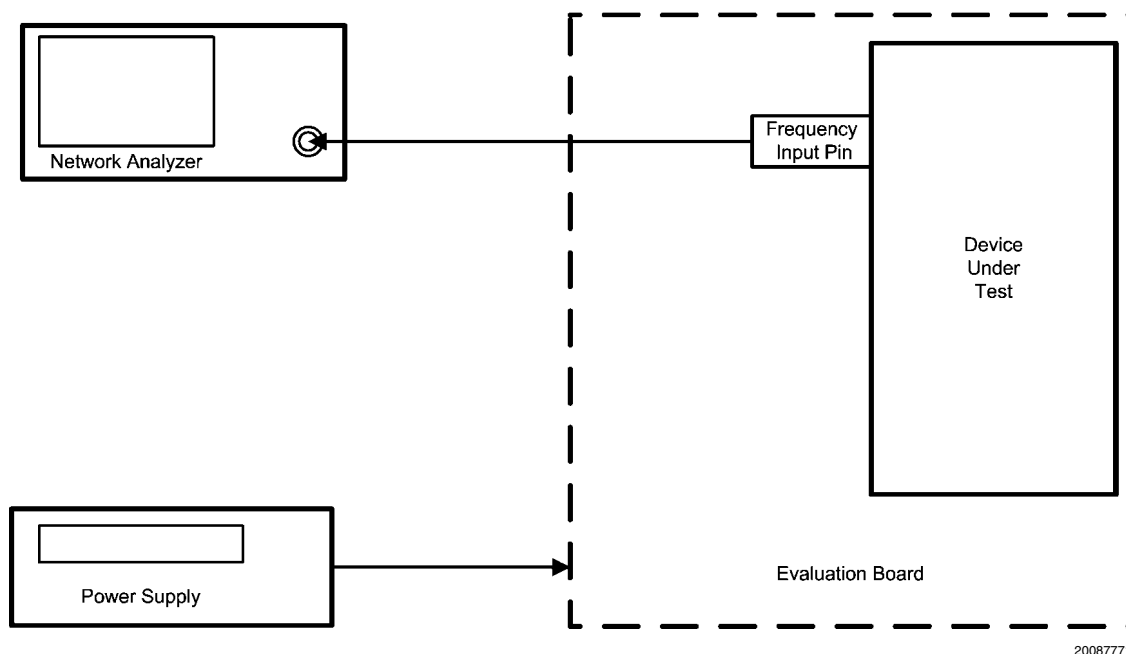 Network Analyzer
Frequency
Input Pin
Device
Under
Test
Power Supply
Evaluation Board
2008777